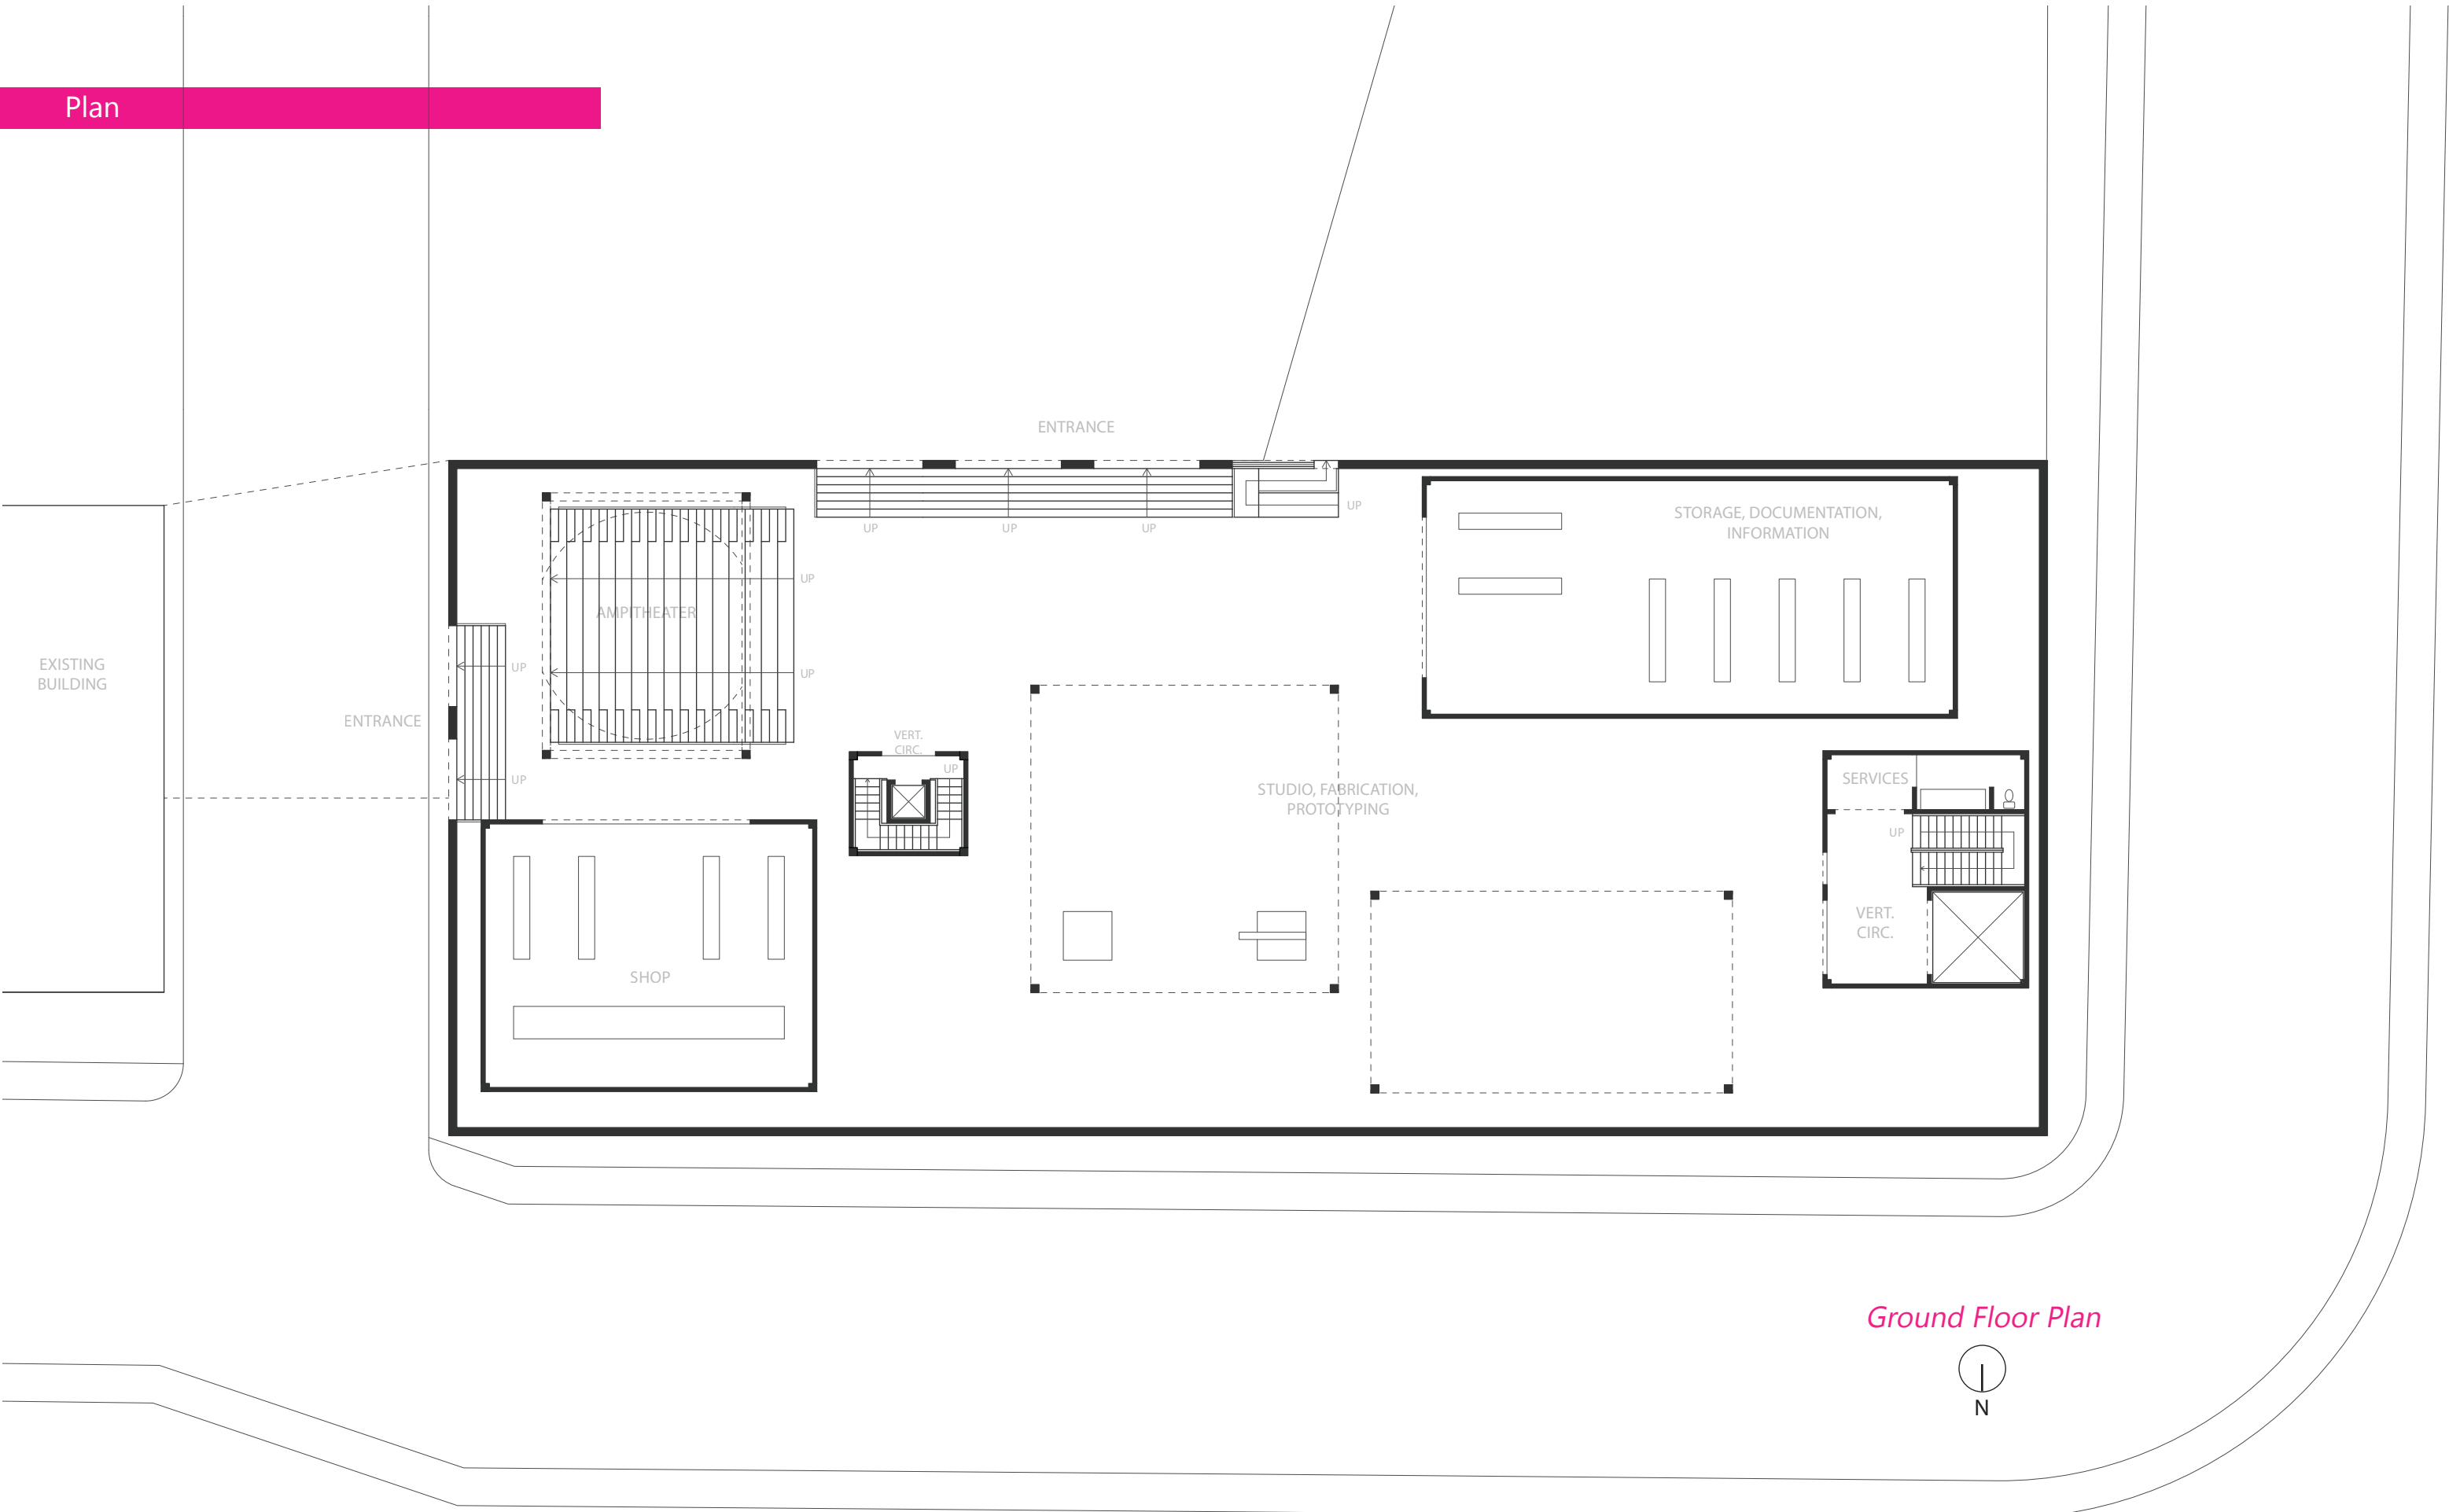 Plan
ENTRANCE
UP
UP
UP
UP
STORAGE, DOCUMENTATION,
INFORMATION
UP
AMPITHEATER
UP
EXISTING
BUILDING
UP
ENTRANCE
UP
VERT.
CIRC.
UP
STUDIO, FABRICATION,
PROTOTYPING
SERVICES
UP
VERT.
CIRC.
SHOP
Ground Floor Plan
N